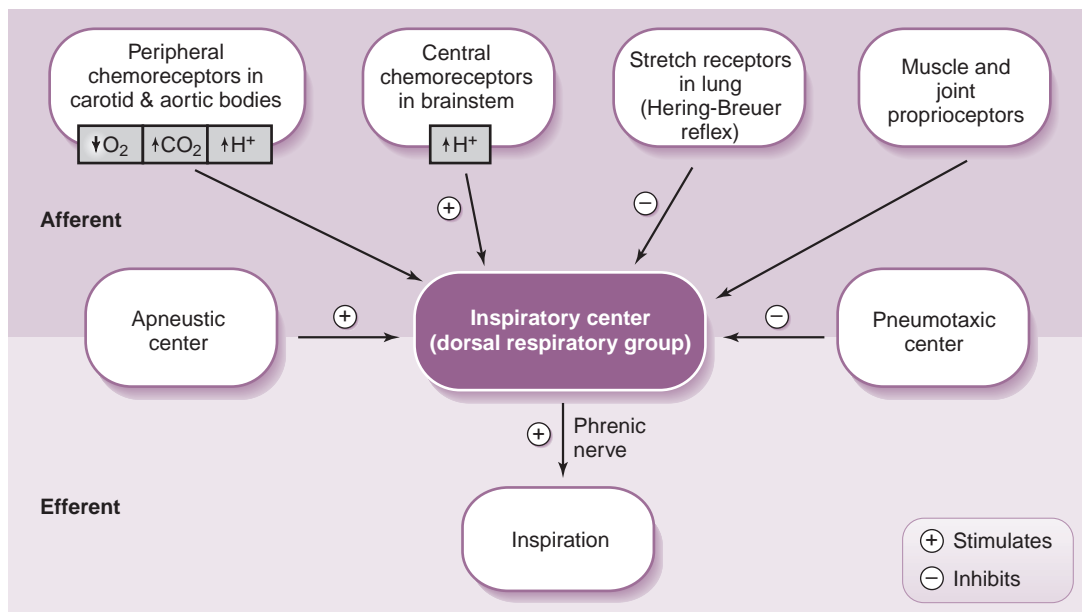 Peripheral
chemoreceptors in
carotid & aortic bodies
↓O₂ ↑CO₂ ↑H⁺
Central
chemoreceptors
in brainstem
↑H⁺
Stretch receptors
in lung
(Hering-Breuer
reflex)
Muscle and
joint
proprioceptors
+
−
Afferent
Apneustic
center
+
Inspiratory center
(dorsal respiratory group)
−
Pneumotaxic
center
+
Phrenic
nerve
Efferent
Inspiration
+ Stimulates
− Inhibits